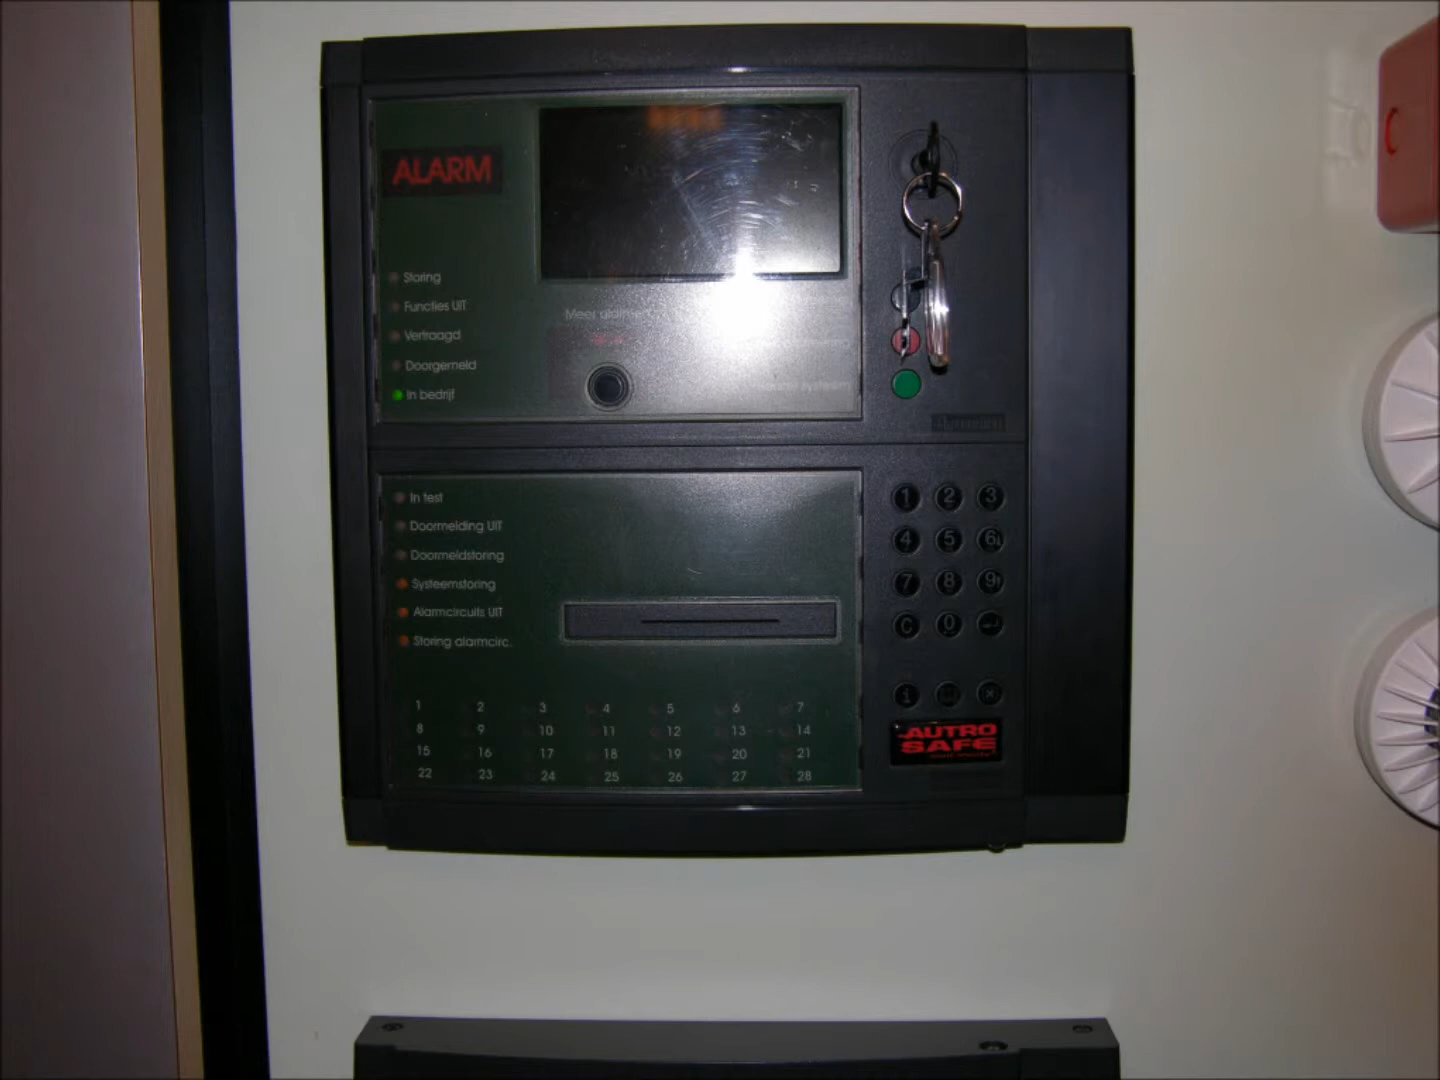 ALARM
Storing
Functies UIT
Vertraagd
Doorgemeld
In bedrijf
Meer alarmen
In test
Doormelding UIT
Doormeldstoring
Systeemstoring
Alarmcircuits UIT
Storing alarmcirc.
1 2 3 4 5 6 7
8 9 10 11 12 13 14
15 16 17 18 19 20 21
22 23 24 25 26 27 28
1 2 3
4 5 6
7 8 9
C 0
i
AUTRO
SAFE